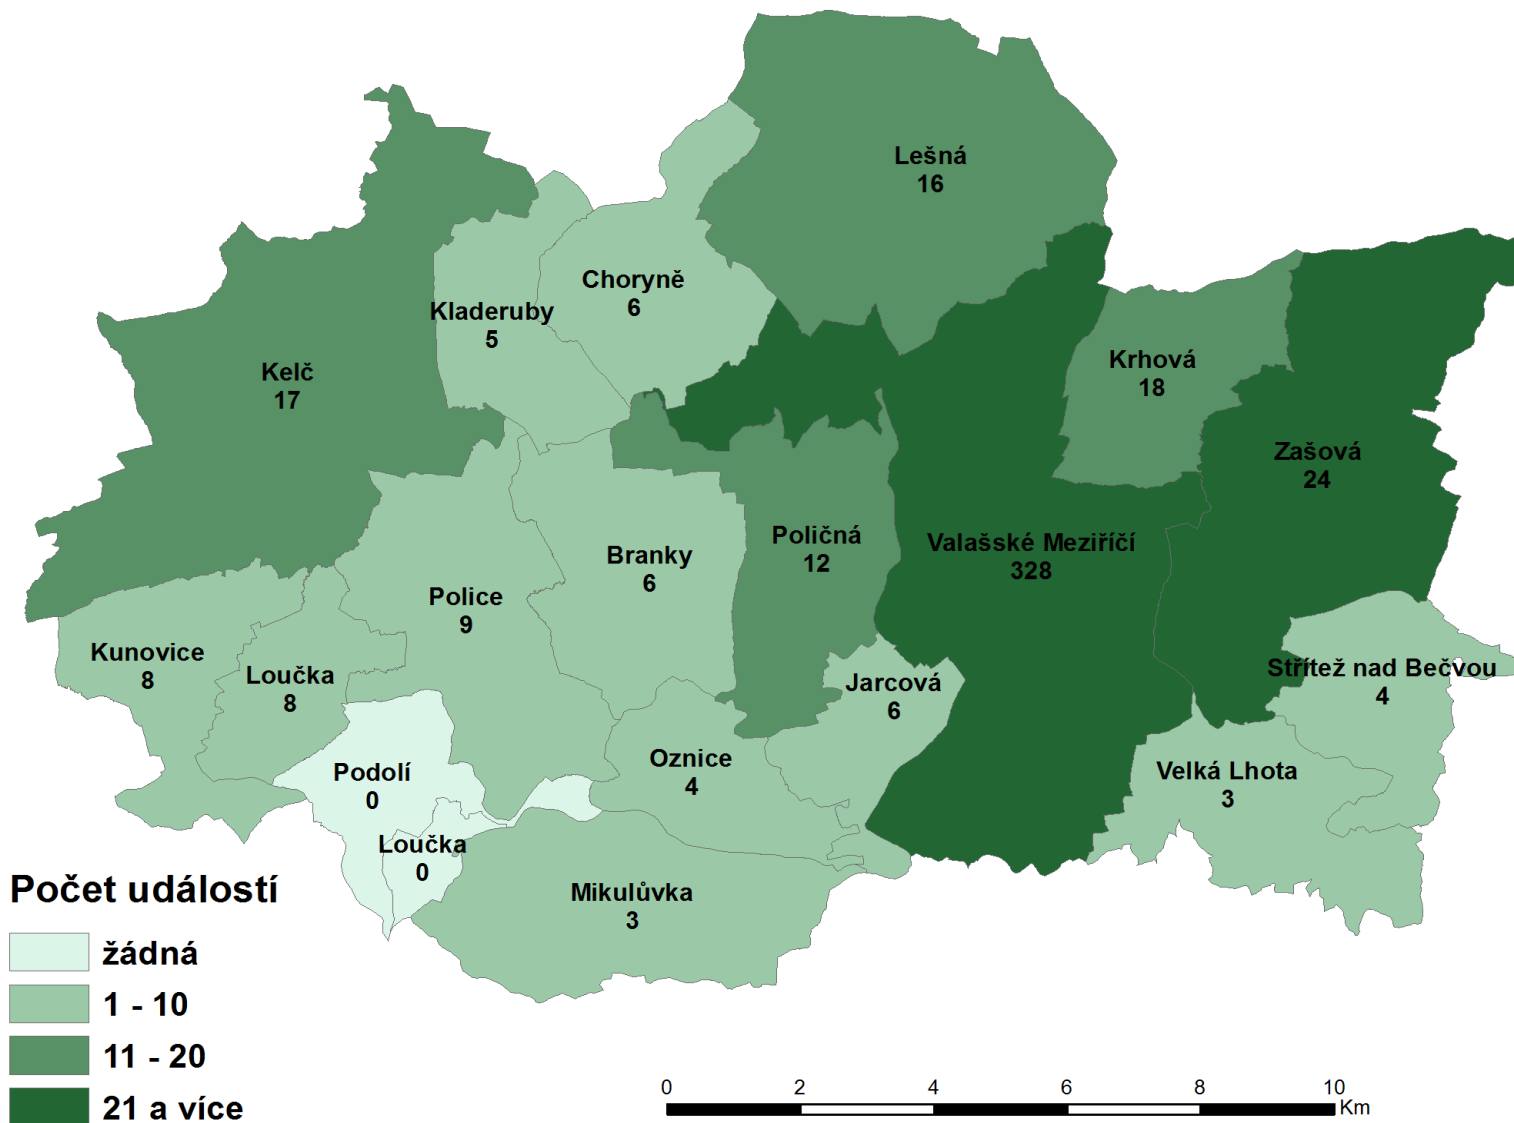 Lešná
16
Choryně
6
Kladeruby
5
Kelč
17
Krhová
18
Zašová
24
Valašské Meziříčí
328
Poličná
12
Branky
6
Police
9
Kunovice
8
Loučka
8
Jarcová
6
Střítež nad Bečvou
4
Oznice
4
Podolí
0
Velká Lhota
3
Loučka
0
Mikulůvka
3
Počet událostí
žádná
1 - 10
11 - 20
21 a více
0 2 4 6 8 10
Km